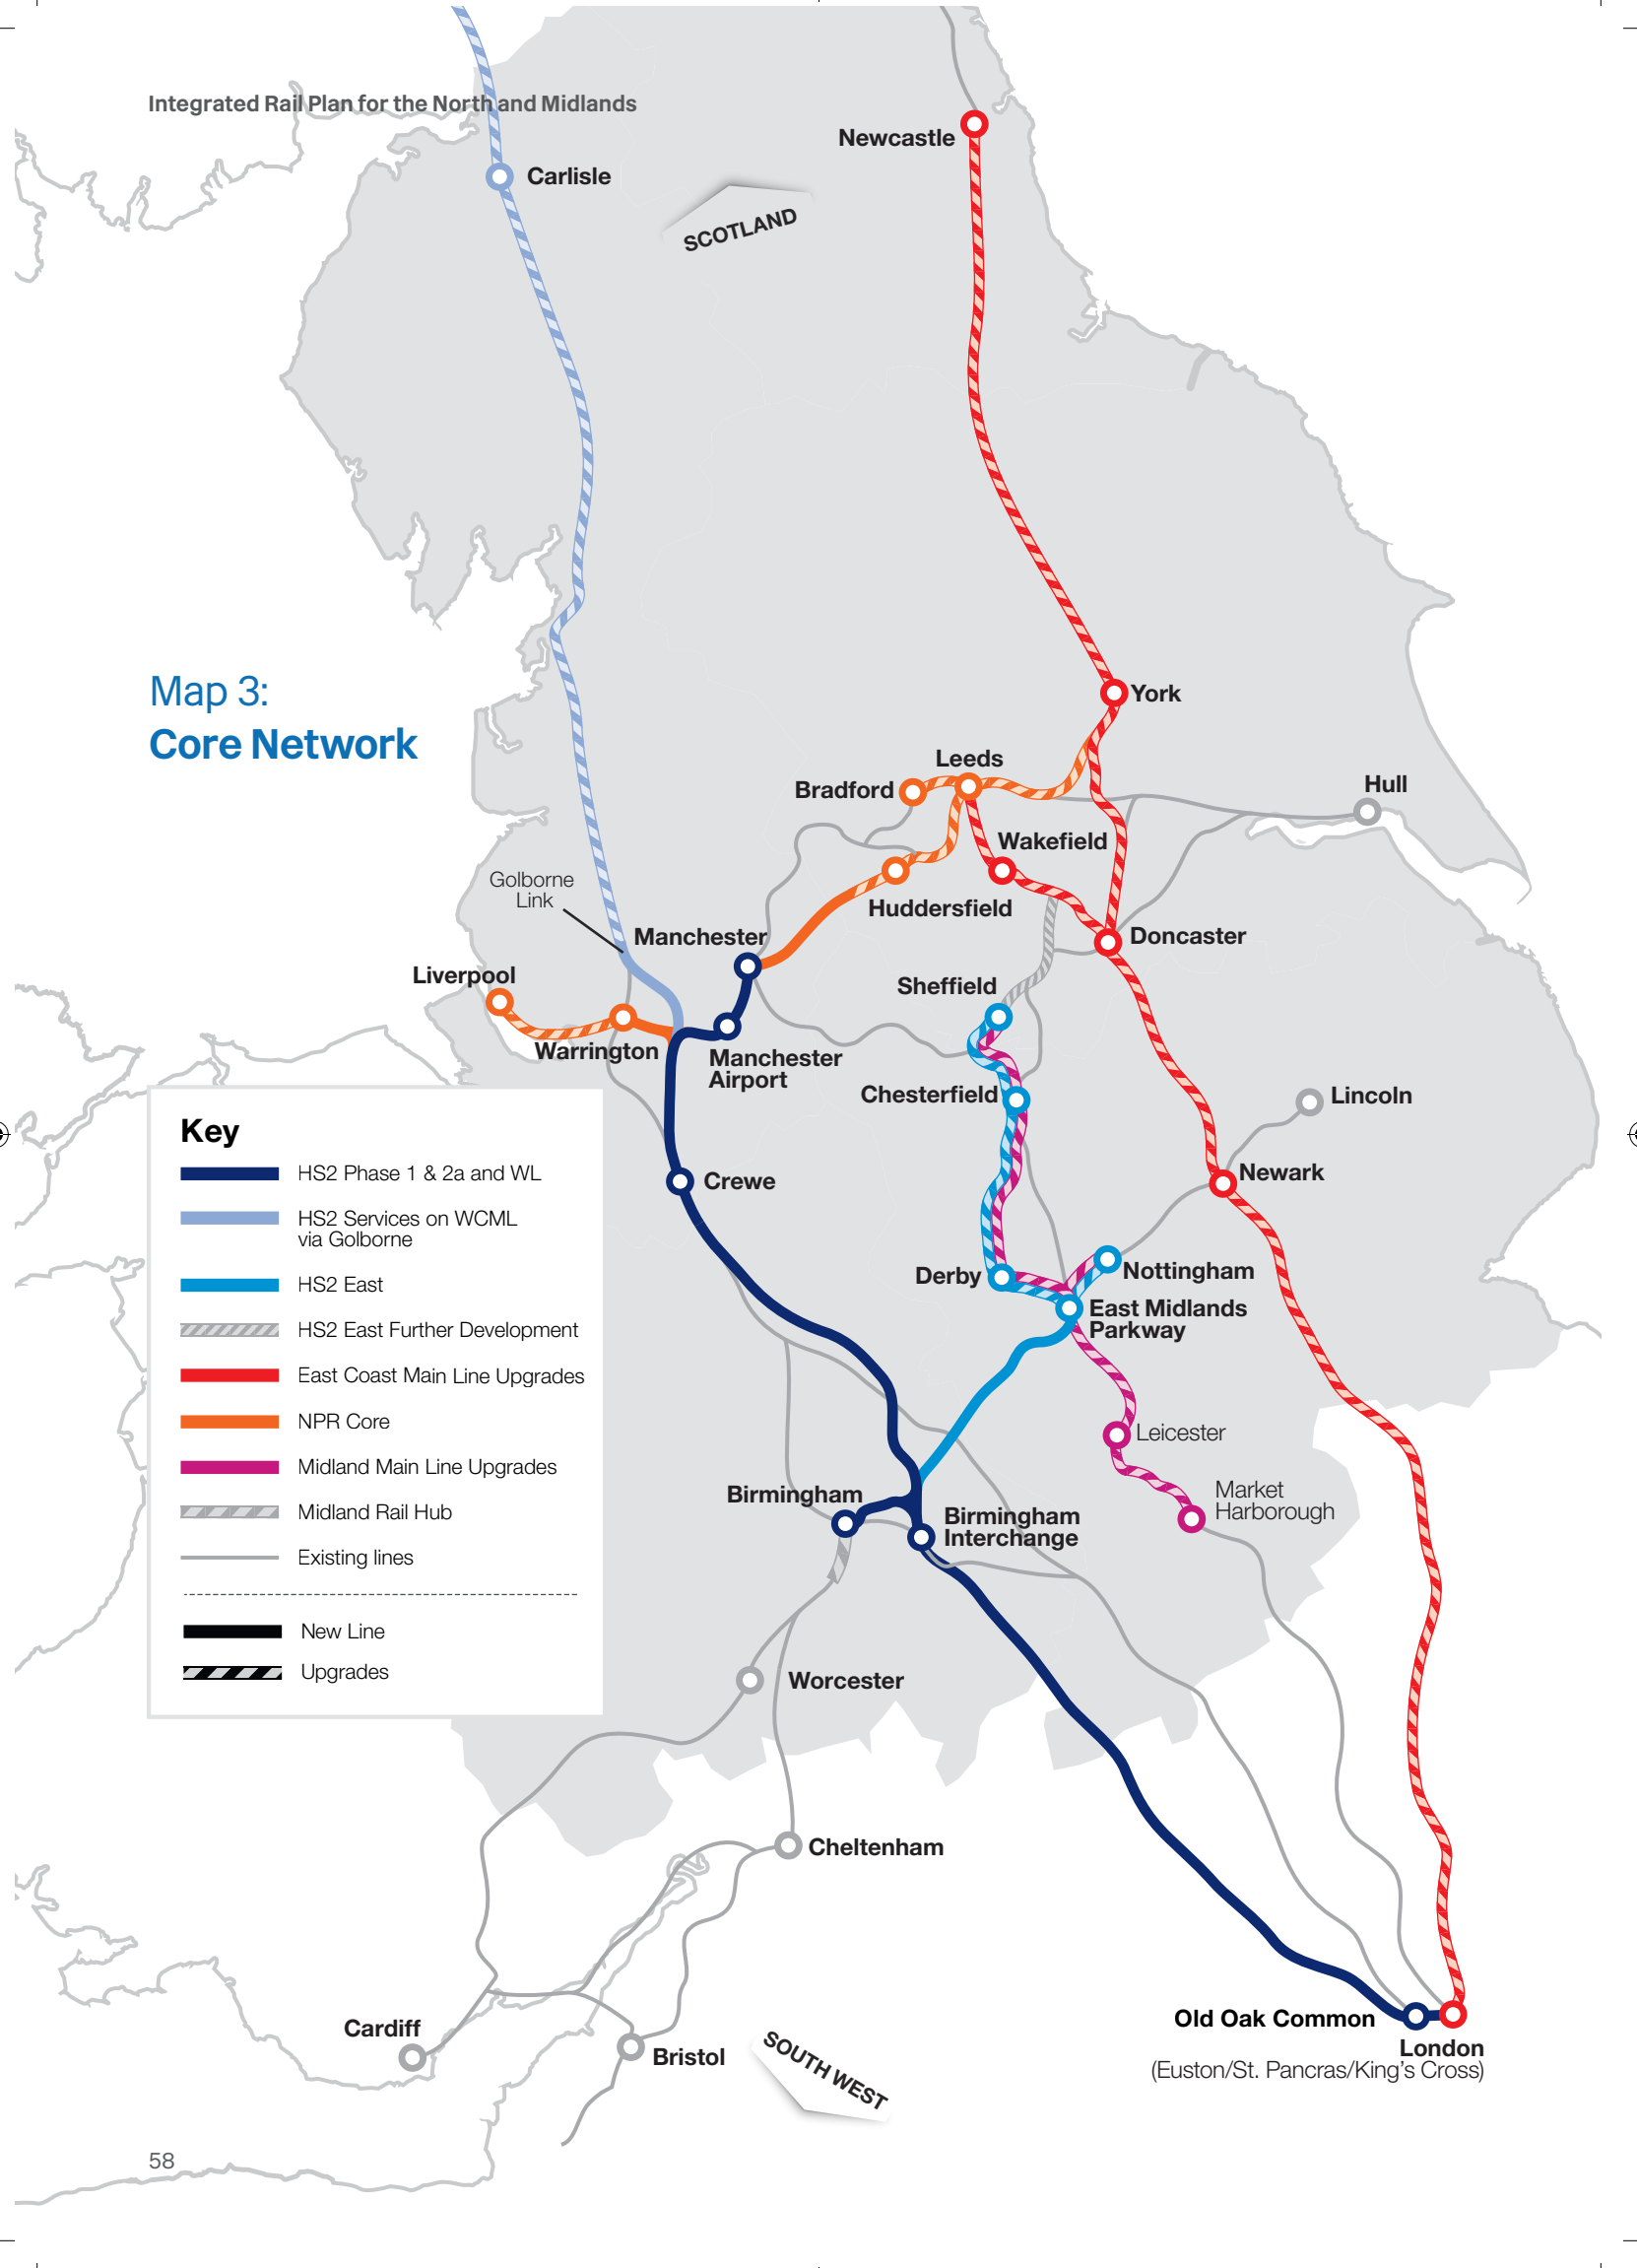 Integrated Rail Plan for the North and Midlands
Newcastle
Carlisle
SCOTLAND
Map 3:
Core Network
York
Leeds
Bradford
Hull
Wakefield
Golborne
Link
Huddersfield
Manchester
Doncaster
Liverpool
Sheffield
Warrington
Manchester
Airport
Chesterfield
Lincoln
Key
HS2 Phase 1 & 2a and WL
HS2 Services on WCML
via Golborne
HS2 East
HS2 East Further Development
East Coast Main Line Upgrades
NPR Core
Midland Main Line Upgrades
Midland Rail Hub
Existing lines
New Line
Upgrades
Crewe
Newark
Derby
Nottingham
East Midlands
Parkway
Leicester
Market
Harborough
Birmingham
Birmingham
Interchange
Worcester
Cheltenham
Old Oak Common
London
(Euston/St. Pancras/King's Cross)
Cardiff
Bristol
SOUTH WEST
58